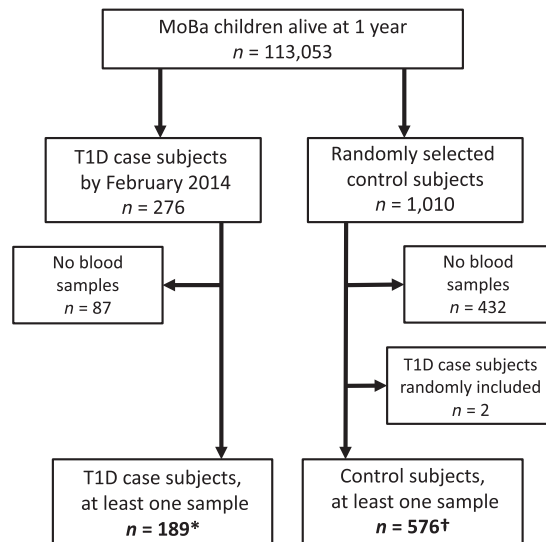 MoBa children alive at 1 year
n = 113,053
T1D case subjects
by February 2014
n = 276
Randomly selected
control subjects
n = 1,010
No blood
samples
n = 87
No blood
samples
n = 432
T1D case subjects
randomly included
n = 2
T1D case subjects,
at least one sample
n = 189*
Control subjects,
at least one sample
n = 576†